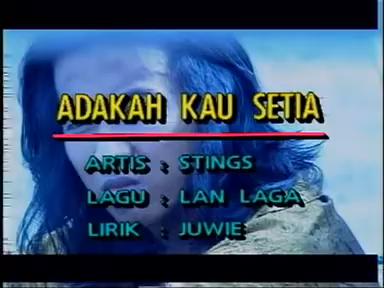 ADAKAH KAU SETIA
ARTIS : STINGS
LAGU : LAN LAGA
LIRIK : JUWIE